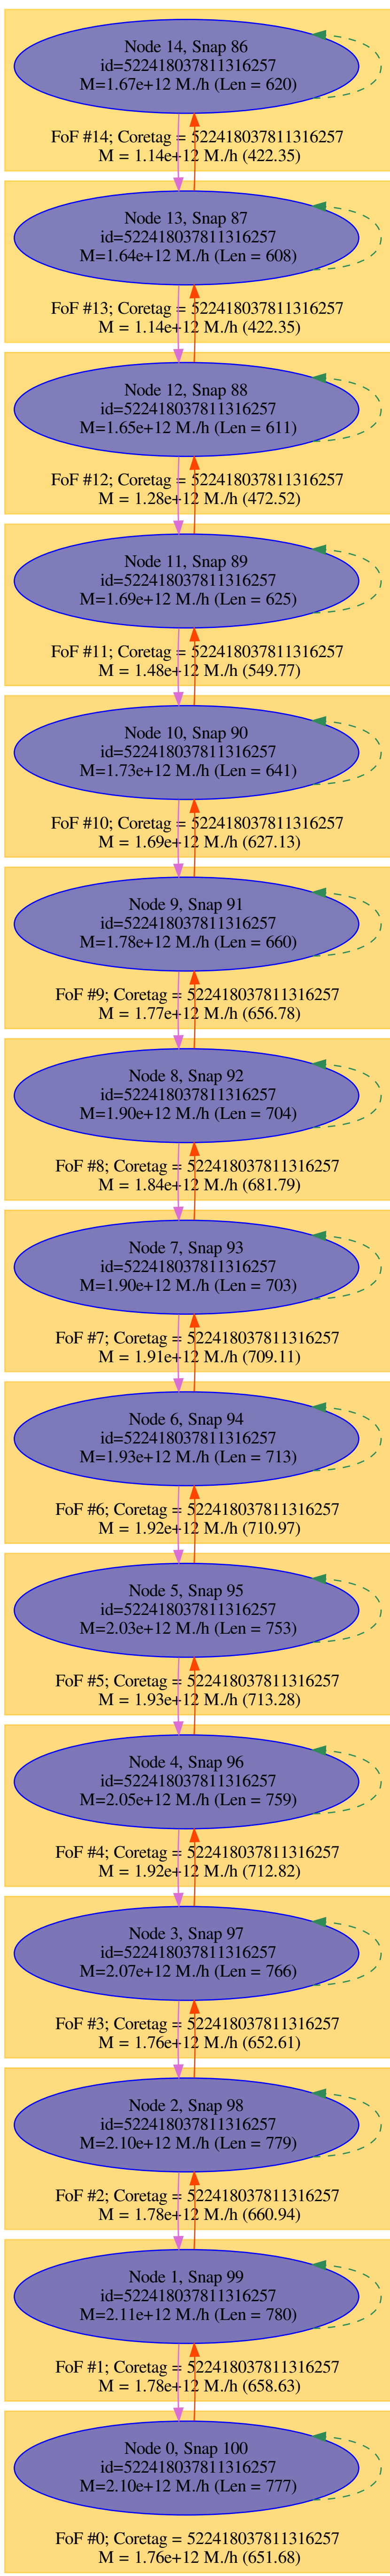 Node 14, Snap 86
id=522418037811316257
M=1.67e+12 M./h (Len = 620)
FoF #14; Coretag = 522418037811316257
M = 1.14e+12 M./h (422.35)
Node 13, Snap 87
id=522418037811316257
M=1.64e+12 M./h (Len = 608)
FoF #13; Coretag = 522418037811316257
M = 1.14e+12 M./h (422.35)
Node 12, Snap 88
id=522418037811316257
M=1.65e+12 M./h (Len = 611)
FoF #12; Coretag = 522418037811316257
M = 1.28e+12 M./h (472.52)
Node 11, Snap 89
id=522418037811316257
M=1.69e+12 M./h (Len = 625)
FoF #11; Coretag = 522418037811316257
M = 1.48e+12 M./h (549.77)
Node 10, Snap 90
id=522418037811316257
M=1.73e+12 M./h (Len = 641)
FoF #10; Coretag = 522418037811316257
M = 1.69e+12 M./h (627.13)
Node 9, Snap 91
id=522418037811316257
M=1.78e+12 M./h (Len = 660)
FoF #9; Coretag = 522418037811316257
M = 1.77e+12 M./h (656.78)
Node 8, Snap 92
id=522418037811316257
M=1.90e+12 M./h (Len = 704)
FoF #8; Coretag = 522418037811316257
M = 1.84e+12 M./h (681.79)
Node 7, Snap 93
id=522418037811316257
M=1.90e+12 M./h (Len = 703)
FoF #7; Coretag = 522418037811316257
M = 1.91e+12 M./h (709.11)
Node 6, Snap 94
id=522418037811316257
M=1.93e+12 M./h (Len = 713)
FoF #6; Coretag = 522418037811316257
M = 1.92e+12 M./h (710.97)
Node 5, Snap 95
id=522418037811316257
M=2.03e+12 M./h (Len = 753)
FoF #5; Coretag = 522418037811316257
M = 1.93e+12 M./h (713.28)
Node 4, Snap 96
id=522418037811316257
M=2.05e+12 M./h (Len = 759)
FoF #4; Coretag = 522418037811316257
M = 1.92e+12 M./h (712.82)
Node 3, Snap 97
id=522418037811316257
M=2.07e+12 M./h (Len = 766)
FoF #3; Coretag = 522418037811316257
M = 1.76e+12 M./h (652.61)
Node 2, Snap 98
id=522418037811316257
M=2.10e+12 M./h (Len = 779)
FoF #2; Coretag = 522418037811316257
M = 1.78e+12 M./h (660.94)
Node 1, Snap 99
id=522418037811316257
M=2.11e+12 M./h (Len = 780)
FoF #1; Coretag = 522418037811316257
M = 1.78e+12 M./h (658.63)
Node 0, Snap 100
id=522418037811316257
M=2.10e+12 M./h (Len = 777)
FoF #0; Coretag = 522418037811316257
M = 1.76e+12 M./h (651.68)